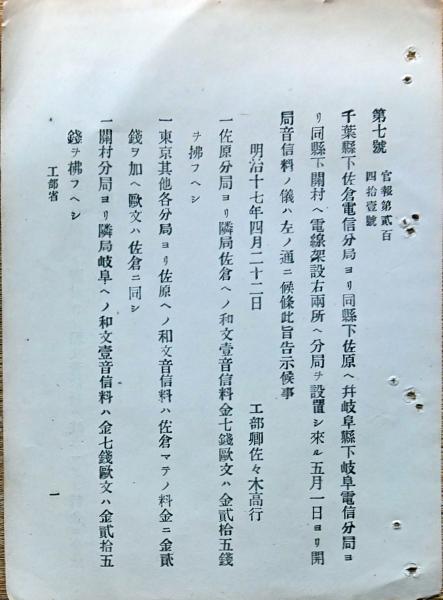 第七號
官報第貳百
四拾壹號
千葉縣下佐倉電信分局ヨリ同縣下佐原ヘ幷岐阜縣下岐阜電信分局ヨ
リ同縣下關村ヘ電線架設右兩所ヘ分局ヲ設置シ來ル五月一日ヨリ開
局音信料ノ儀ハ左ノ通ニ候條此旨告示候事
明治十七年四月二十二日 工部卿佐々木高行
一佐原分局ヨリ隣局佐倉ヘノ和文壹音信料金七錢歐文ハ金貳拾五錢
ヲ拂フヘシ
一東京其他各分局ヨリ佐原ヘノ和文音信料ハ佐倉マテノ料金ニ金貳
錢ヲ加ヘ歐文ハ佐倉ニ同シ
一關村分局ヨリ隣局岐阜ヘノ和文壹音信料ハ金七錢歐文ハ金貳拾五
錢ヲ拂フヘシ
工部省
一